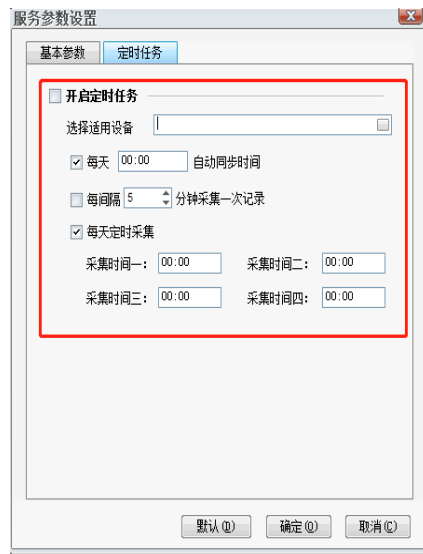 服务参数设置
基本参数 定时任务
开启定时任务
选择适用设备
每天 00:00 自动同步时间
每间隔 5 分钟采集一次记录
每天定时采集
采集时间一: 00:00 采集时间二: 00:00
采集时间三: 00:00 采集时间四: 00:00
默认(D) 确定(O) 取消(C)